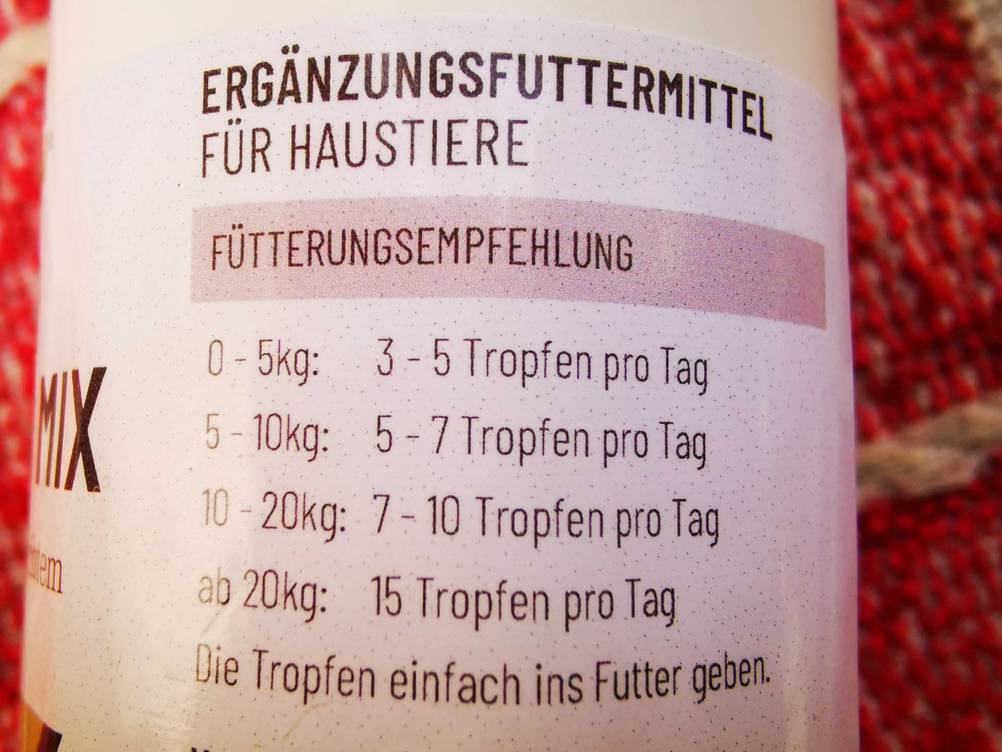 ERGÄNZUNGSFUTTERMITTEL
FÜR HAUSTIERE
FÜTTERUNGSEMPFEHLUNG
0 - 5kg: 3 - 5 Tropfen pro Tag
5 - 10kg: 5 - 7 Tropfen pro Tag
10 - 20kg: 7 - 10 Tropfen pro Tag
ab 20kg: 15 Tropfen pro Tag
Die Tropfen einfach ins Futter geben.
MIX